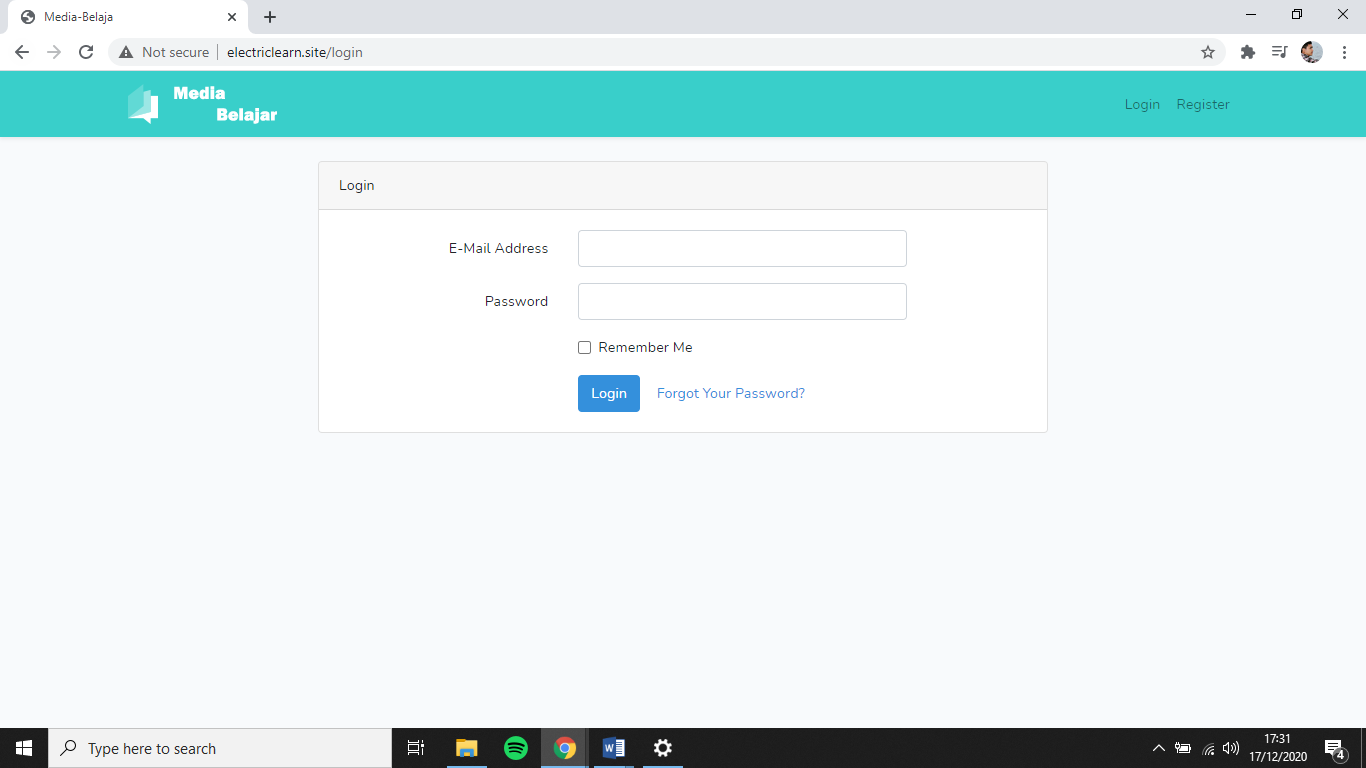 Media-Belaja
Not secure electriclearn.site/login
Media
Belajar
Login Register
Login
E-Mail Address
Password
Remember Me
Login Forgot Your Password?
Type here to search
17:31
17/12/2020
4